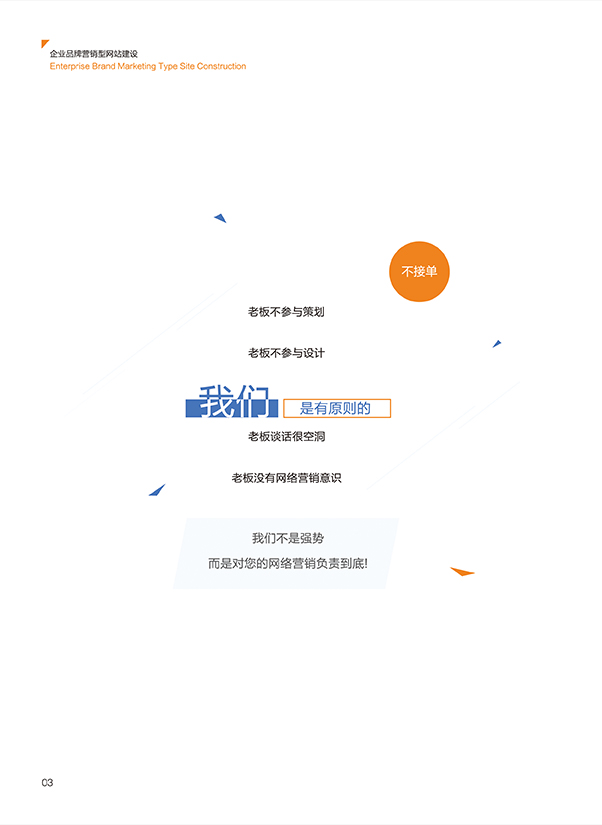 企业品牌营销型网站建设
Enterprise Brand Marketing Type Site Construction
不接单
老板不参与策划
老板不参与设计
我们 是有原则的
老板谈话很空洞
老板没有网络营销意识
我们不是强势
而是对您的网络营销负责到底!
03